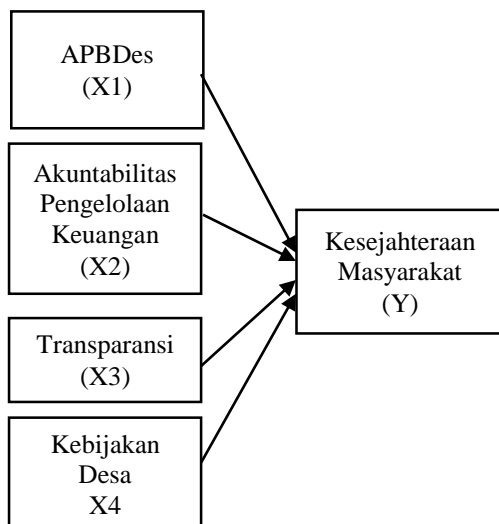 APBDes
(X1)
Akuntabilitas
Pengelolaan
Keuangan
(X2)
Transparansi
(X3)
Kebijakan
Desa
X4
Kesejahteraan
Masyarakat
(Y)